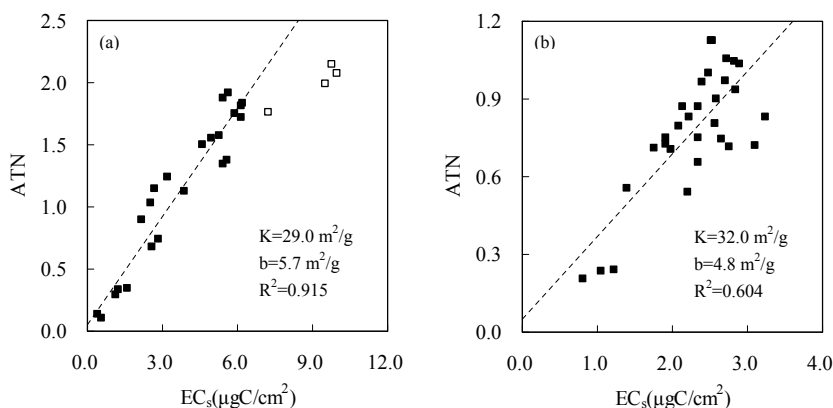 2.5
2.0
1.5
1.0
0.5
0.0
ATN
(a)
K=29.0 m²/g
b=5.7 m²/g
R²=0.915
0.0 3.0 6.0 9.0 12.0
ECₛ(μgC/cm²)
1.2
0.9
0.6
0.3
0.0
ATN
(b)
K=32.0 m²/g
b=4.8 m²/g
R²=0.604
0.0 1.0 2.0 3.0 4.0
ECₛ(μgC/cm²)